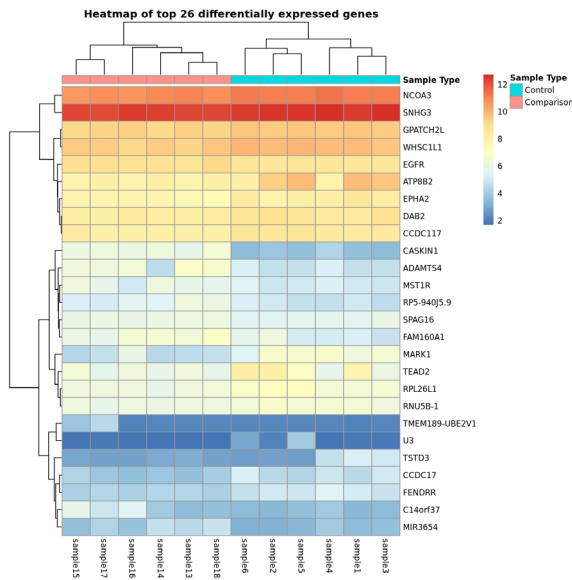 Heatmap of top 26 differentially expressed genes
Sample Type
NCOA3
SNHG3
GPATCH2L
WHSC1L1
EGFR
ATP8B2
EPHA2
DAB2
CCDC117
CASKIN1
ADAMTS4
MST1R
RP5-940J5.9
SPAG16
FAM160A1
MARK1
TEAD2
RPL26L1
RNU5B-1
TMEM189-UBE2V1
U3
TSTD3
CCDC17
FENDRR
C14orf37
MIR3654
sample15
sample17
sample16
sample14
sample13
sample18
sample6
sample2
sample5
sample4
sample1
sample3
12
10
8
6
4
2
Sample Type
Control
Comparison